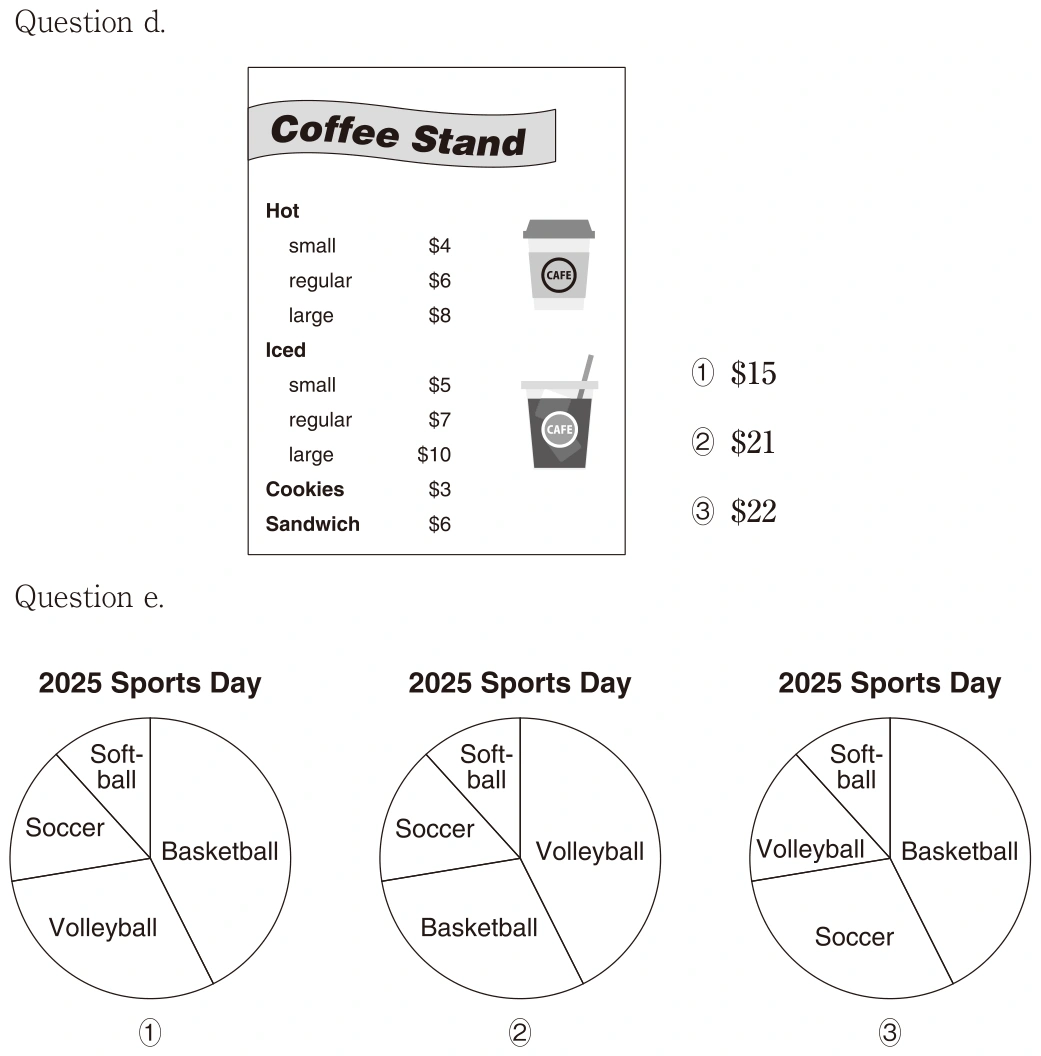 Question d.
Coffee Stand
Hot
small $4
regular $6
large $8
CAFE
Iced
small $5
regular $7
large $10
CAFE
Cookies $3
Sandwich $6
① $15
② $21
③ $22
Question e.
2025 Sports Day
Soft-
ball
Soccer
Basketball
Volleyball
①
2025 Sports Day
Soft-
ball
Soccer
Volleyball
Basketball
②
2025 Sports Day
Soft-
ball
Volleyball
Basketball
Soccer
③